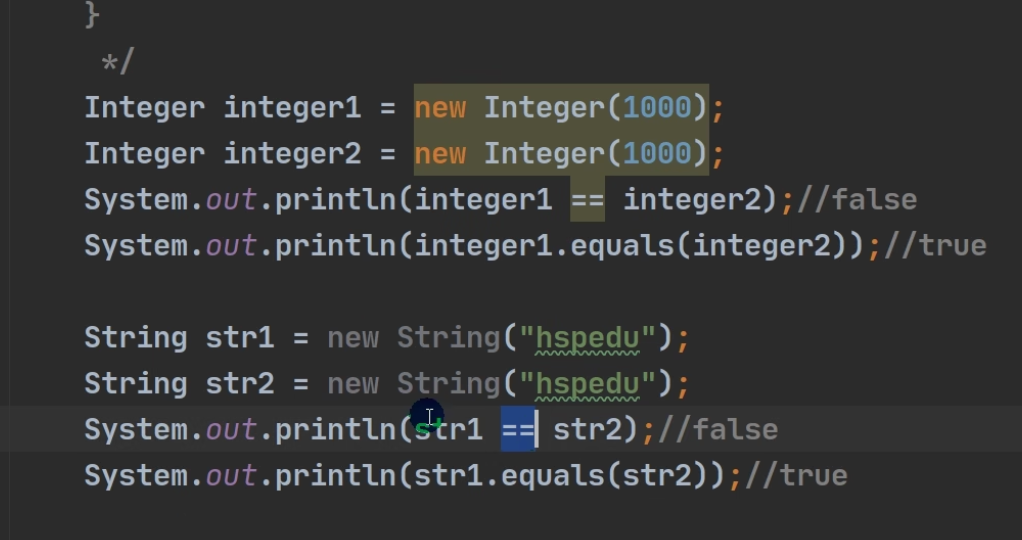 }
*/
Integer integer1 = new Integer(1000);
Integer integer2 = new Integer(1000);
System.out.println(integer1 == integer2);//false
System.out.println(integer1.equals(integer2));//true
String str1 = new String("hspedu");
String str2 = new String("hspedu");
System.out.println(str1 == str2);//false
System.out.println(str1.equals(str2));//true